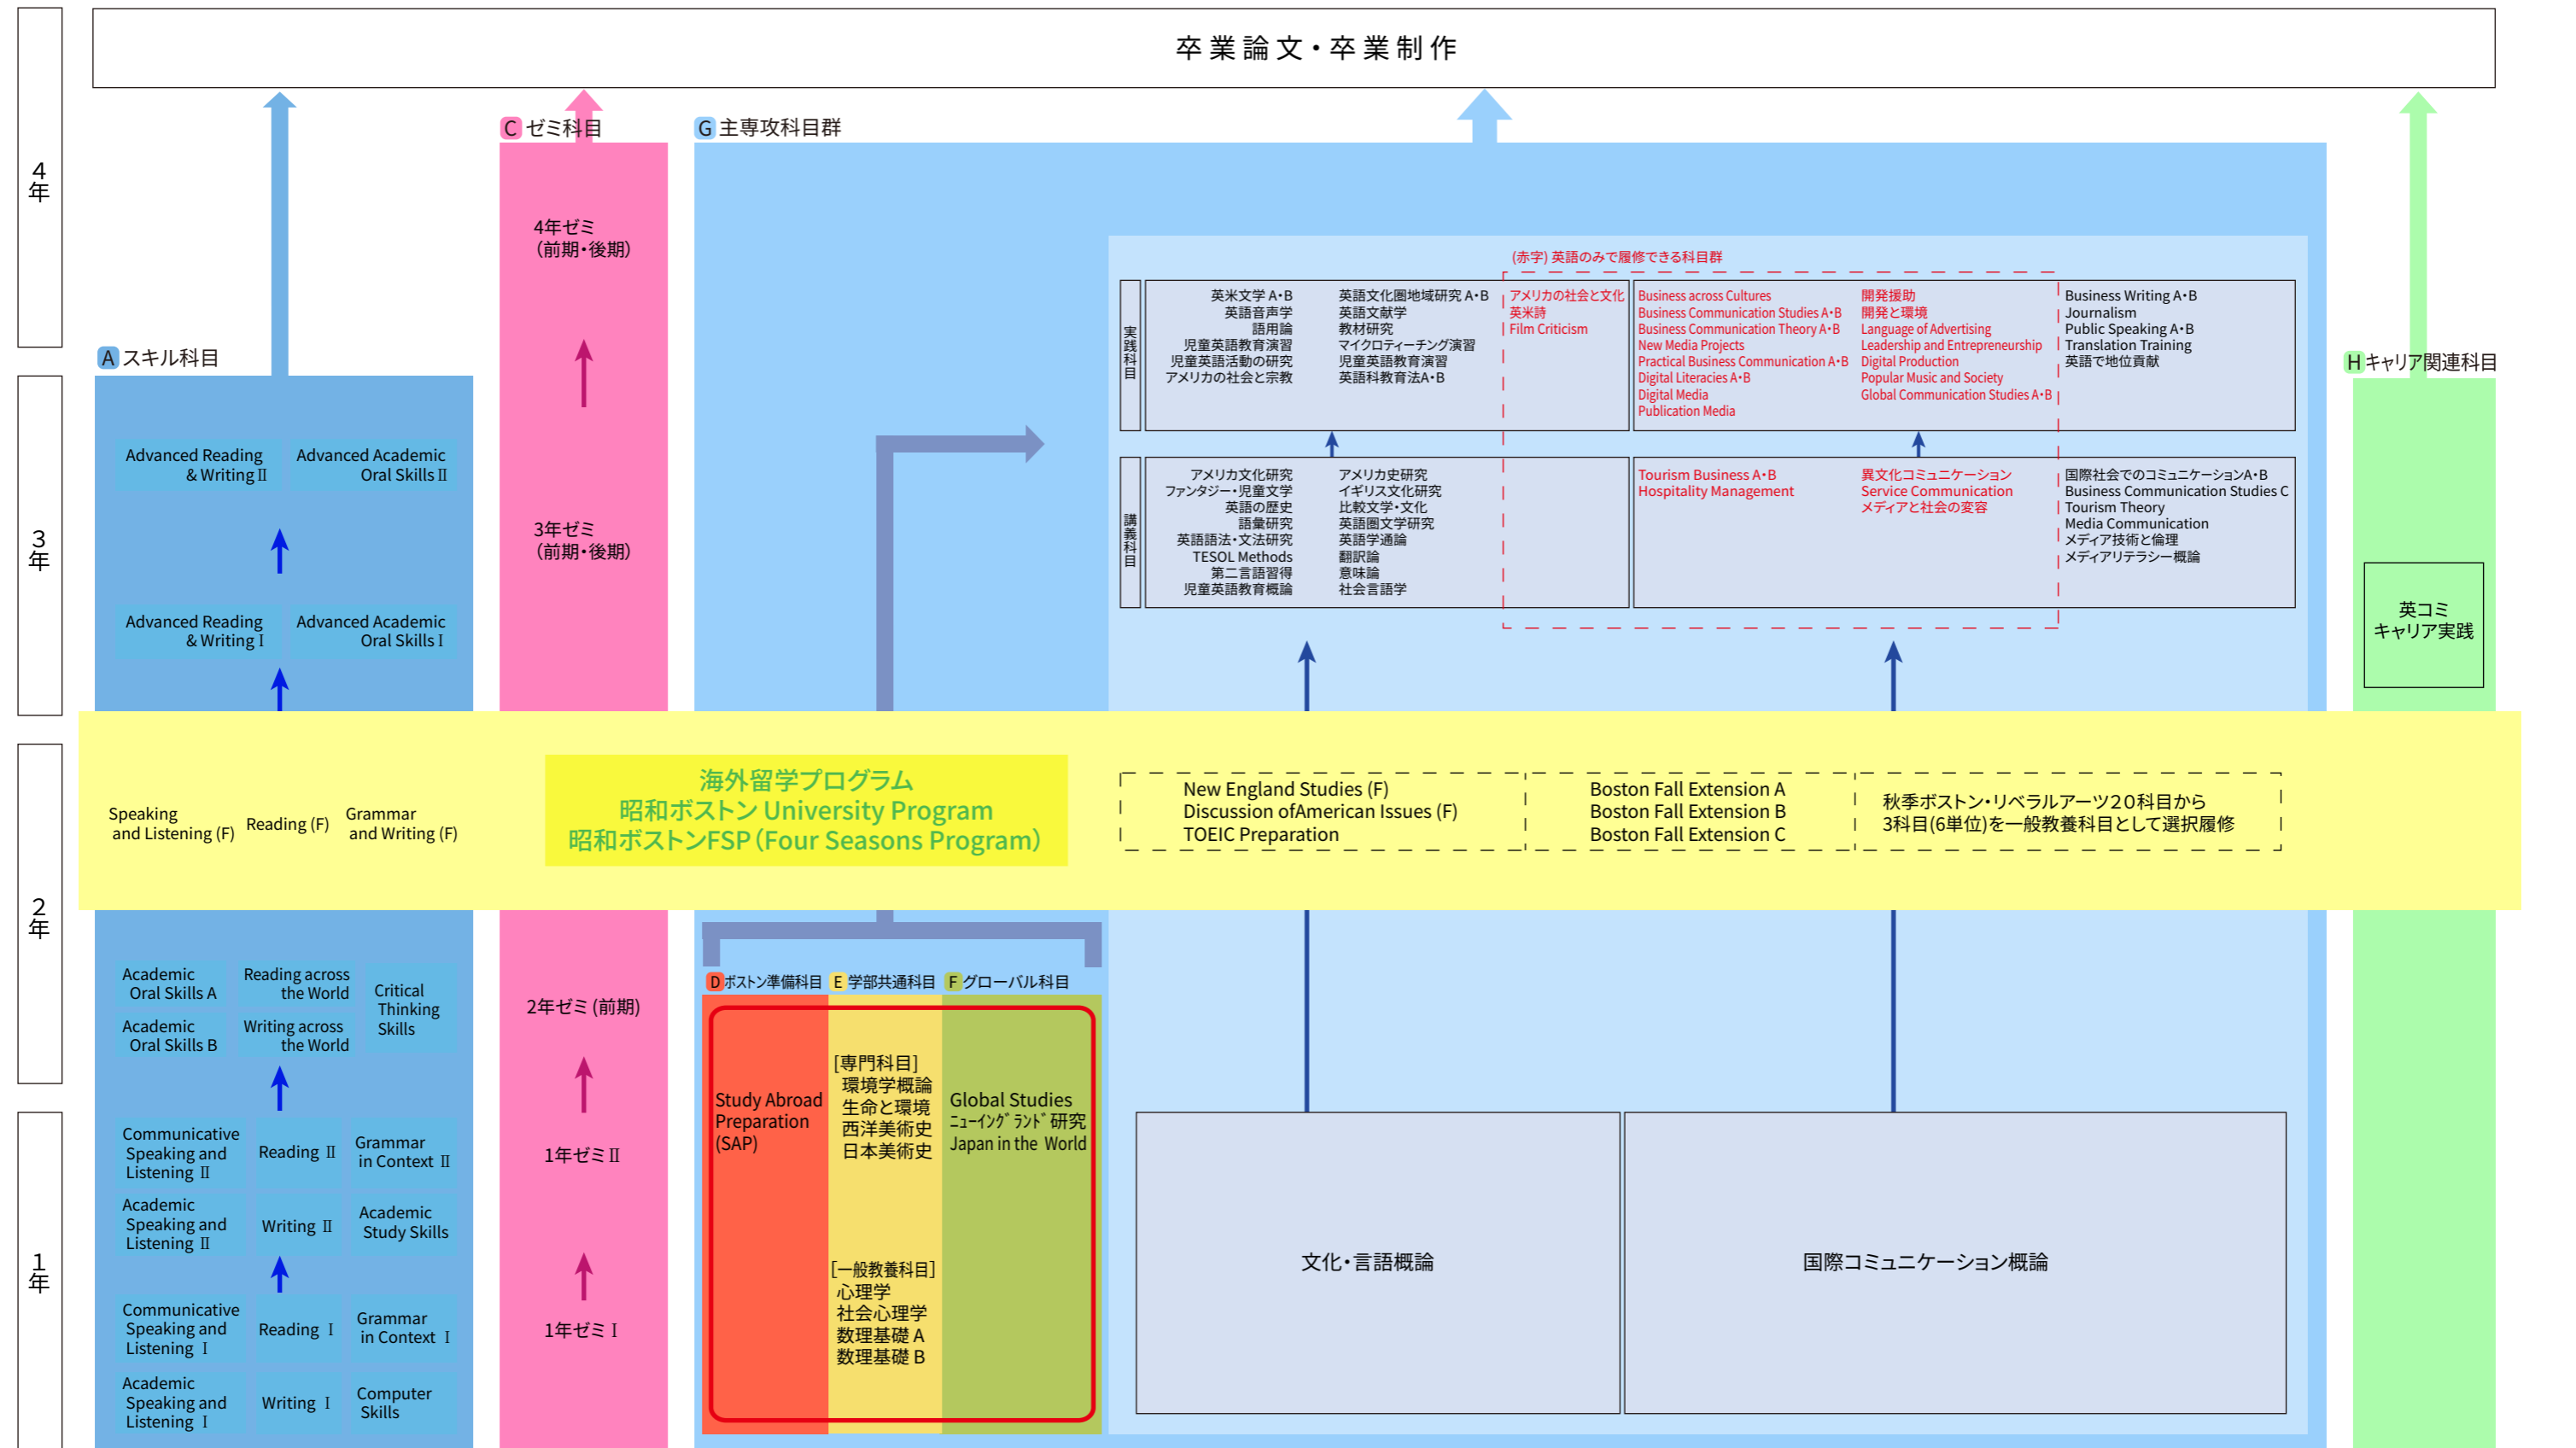 卒業論文・卒業制作
4年
3年
2年
1年
A スキル科目
Advanced Reading
& Writing Ⅱ
Advanced Academic
Oral Skills Ⅱ
Advanced Reading
& Writing Ⅰ
Advanced Academic
Oral Skills Ⅰ
Speaking
and Listening (F)
Reading (F)
Grammar
and Writing (F)
Academic
Oral Skills A
Reading across
the World
Critical
Thinking
Skills
Academic
Oral Skills B
Writing across
the World
Communicative
Speaking and
Listening Ⅱ
Reading Ⅱ
Grammar
in Context Ⅱ
Academic
Speaking and
Listening Ⅱ
Writing Ⅱ
Academic
Study Skills
Communicative
Speaking and
Listening Ⅰ
Reading Ⅰ
Grammar
in Context Ⅰ
Academic
Speaking and
Listening Ⅰ
Writing Ⅰ
Computer
Skills
C ゼミ科目
4年ゼミ
（前期・後期）
3年ゼミ
（前期・後期）
2年ゼミ (前期)
1年ゼミ Ⅱ
1年ゼミ Ⅰ
海外留学プログラム
昭和ボストン University Program
昭和ボストンFSP（Four Seasons Program）
G 主専攻科目群
(赤字) 英語のみで履修できる科目群
実践科目
英米文学 A・B
英語音声学
語用論
児童英語教育演習
児童英語活動の研究
アメリカの社会と宗教
英語文化圏地域研究 A・B
英語文献学
教材研究
マイクロティーチング演習
児童英語教育演習
英語科教育法A・B
アメリカの社会と文化
英米詩
Film Criticism
Business across Cultures
Business Communication Studies A・B
Business Communication Theory A・B
New Media Projects
Practical Business Communication A・B
Digital Literacies A・B
Digital Media
Publication Media
開発援助
開発と環境
Language of Advertising
Leadership and Entrepreneurship
Digital Production
Popular Music and Society
Global Communication Studies A・B
Business Writing A・B
Journalism
Public Speaking A・B
Translation Training
英語で地位貢献
講義科目
アメリカ文化研究
ファンタジー・児童文学
英語の歴史
語彙研究
英語語法・文法研究
TESOL Methods
第二言語習得
児童英語教育概論
アメリカ史研究
イギリス文化研究
比較文学・文化
英語圏文学研究
英語学通論
翻訳論
意味論
社会言語学
Tourism Business A・B
Hospitality Management
異文化コミュニケーション
Service Communication
メディアと社会の変容
国際社会でのコミュニケーションA・B
Business Communication Studies C
Tourism Theory
Media Communication
メディア技術と倫理
メディアリテラシー概論
New England Studies (F)
Discussion ofAmerican Issues (F)
TOEIC Preparation
Boston Fall Extension A
Boston Fall Extension B
Boston Fall Extension C
秋季ボストン・リベラルアーツ２０科目から
3科目(6単位)を一般教養科目として選択履修
D ボストン準備科目
E 学部共通科目
F グローバル科目
Study Abroad
Preparation
(SAP)
[専門科目]
環境学概論
生命と環境
西洋美術史
日本美術史
[一般教養科目]
心理学
社会心理学
数理基礎 A
数理基礎 B
Global Studies
ﾆｭｰｲﾝｸﾞﾗﾝﾄﾞ研究
Japan in the World
文化・言語概論
国際コミュニケーション概論
H キャリア関連科目
英コミ
キャリア実践